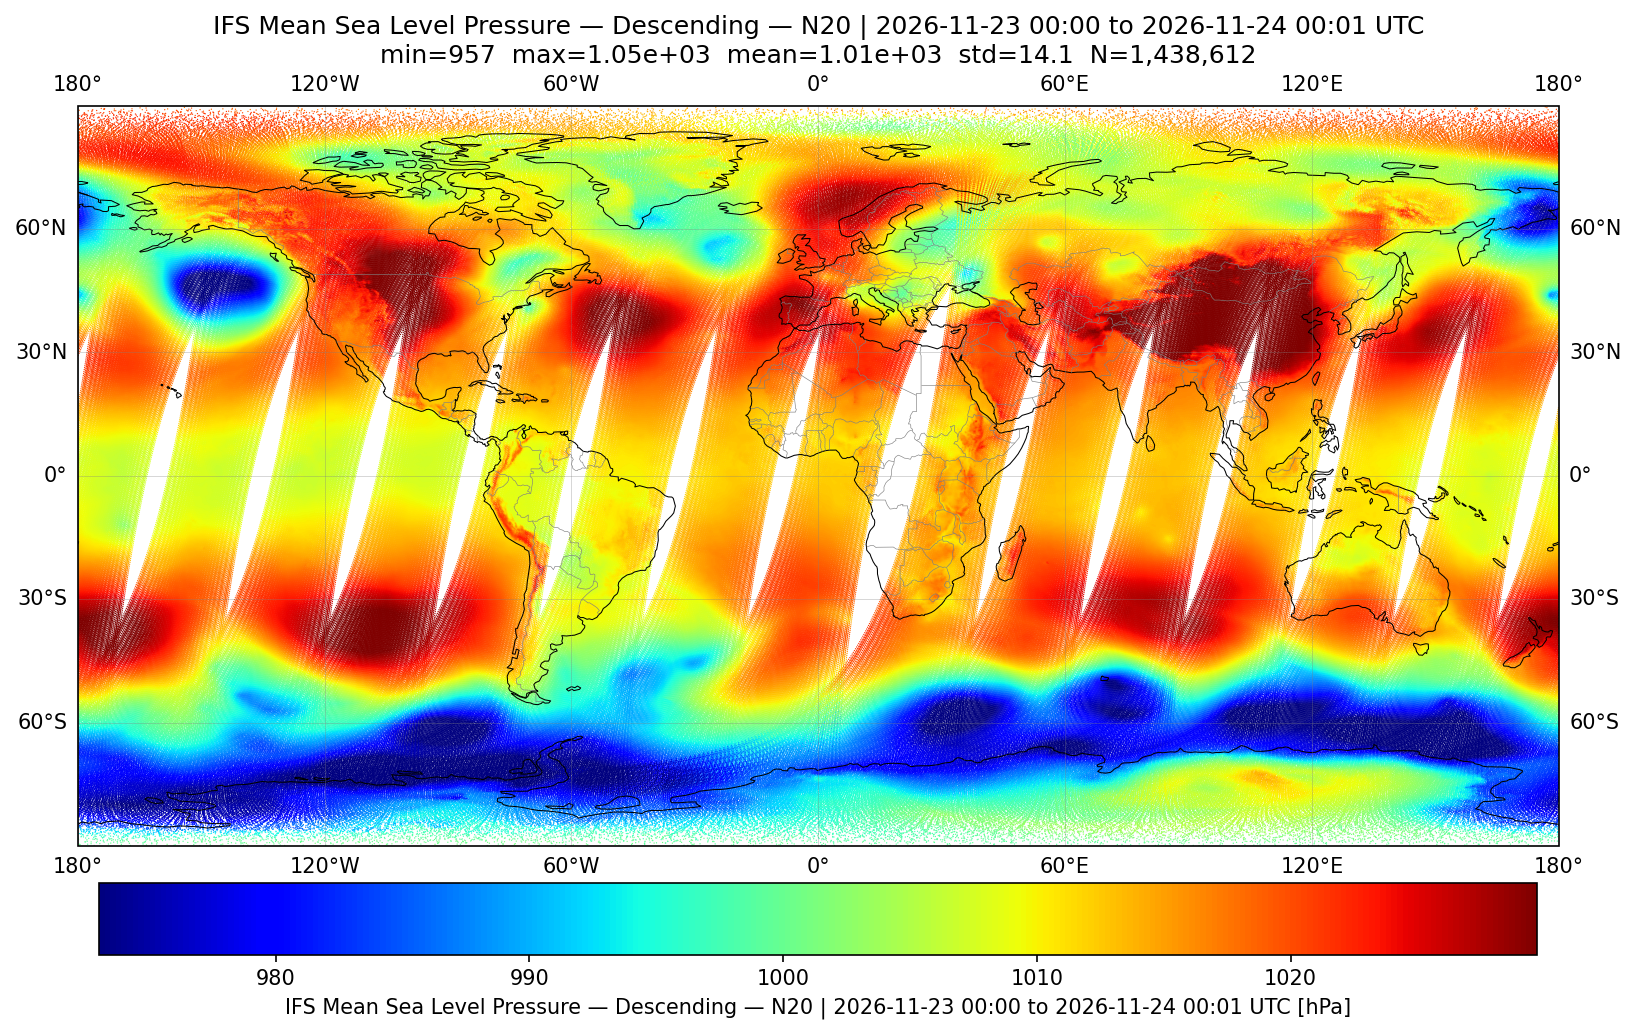 IFS Mean Sea Level Pressure — Descending — N20 | 2026-11-23 00:00 to 2026-11-24 00:01 UTC
min=957  max=1.05e+03  mean=1.01e+03  std=14.1  N=1,438,612
180° 120°W 60°W 0° 60°E 120°E 180°
60°N 60°N
30°N 30°N
0° 0°
30°S 30°S
60°S 60°S
180° 120°W 60°W 0° 60°E 120°E 180°
980 990 1000 1010 1020
IFS Mean Sea Level Pressure — Descending — N20 | 2026-11-23 00:00 to 2026-11-24 00:01 UTC [hPa]